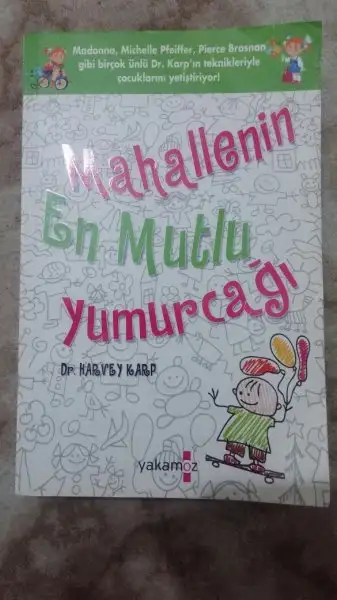 Madonna, Michelle Pfeiffer, Pierce Brosnan
gibi birçok ünlü Dr. Karp'ın teknikleriyle
çocuklarını yetiştiriyor!
Mahallenin
En Mutlu
Yumurcağı
Dr. HARVEY KARP
yakamoz